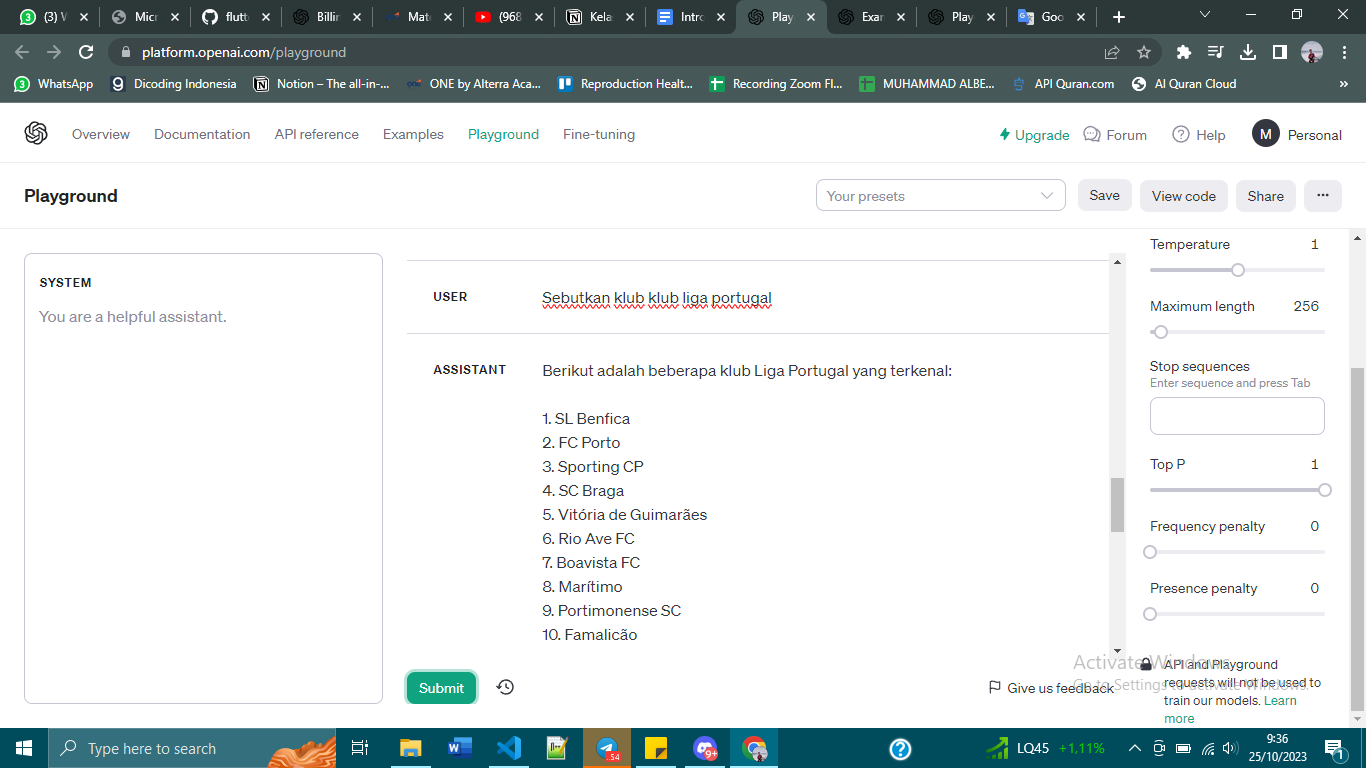 (3) W
Micr
flutt
Billir
Mate
(968
Kela
Intro
Play
Exar
Play
Goo
platform.openai.com/playground
WhatsApp
Dicoding Indonesia
Notion – The all-in-...
ONE by Alterra Aca...
Reproduction Healt...
Recording Zoom Fl...
MUHAMMAD ALBE...
API Quran.com
Al Quran Cloud
»
Overview
Documentation
API reference
Examples
Playground
Fine-tuning
Upgrade
Forum
Help
M
Personal
Playground
Your presets
Save
View code
Share
...
SYSTEM
You are a helpful assistant.
USER
Sebutkan klub klub liga portugal
ASSISTANT
Berikut adalah beberapa klub Liga Portugal yang terkenal:
1. SL Benfica
2. FC Porto
3. Sporting CP
4. SC Braga
5. Vitória de Guimarães
6. Rio Ave FC
7. Boavista FC
8. Marítimo
9. Portimonense SC
10. Famalicão
Submit
Give us feedback
Temperature 1
Maximum length 256
Stop sequences
Enter sequence and press Tab
Top P 1
Frequency penalty 0
Presence penalty 0
API and Playground
requests will not be used to
train our models. Learn
more
Activate Windows
Go to Settings to activate Windows.
Type here to search
54
9+
LQ45 +1,11%
9:36
25/10/2023
1